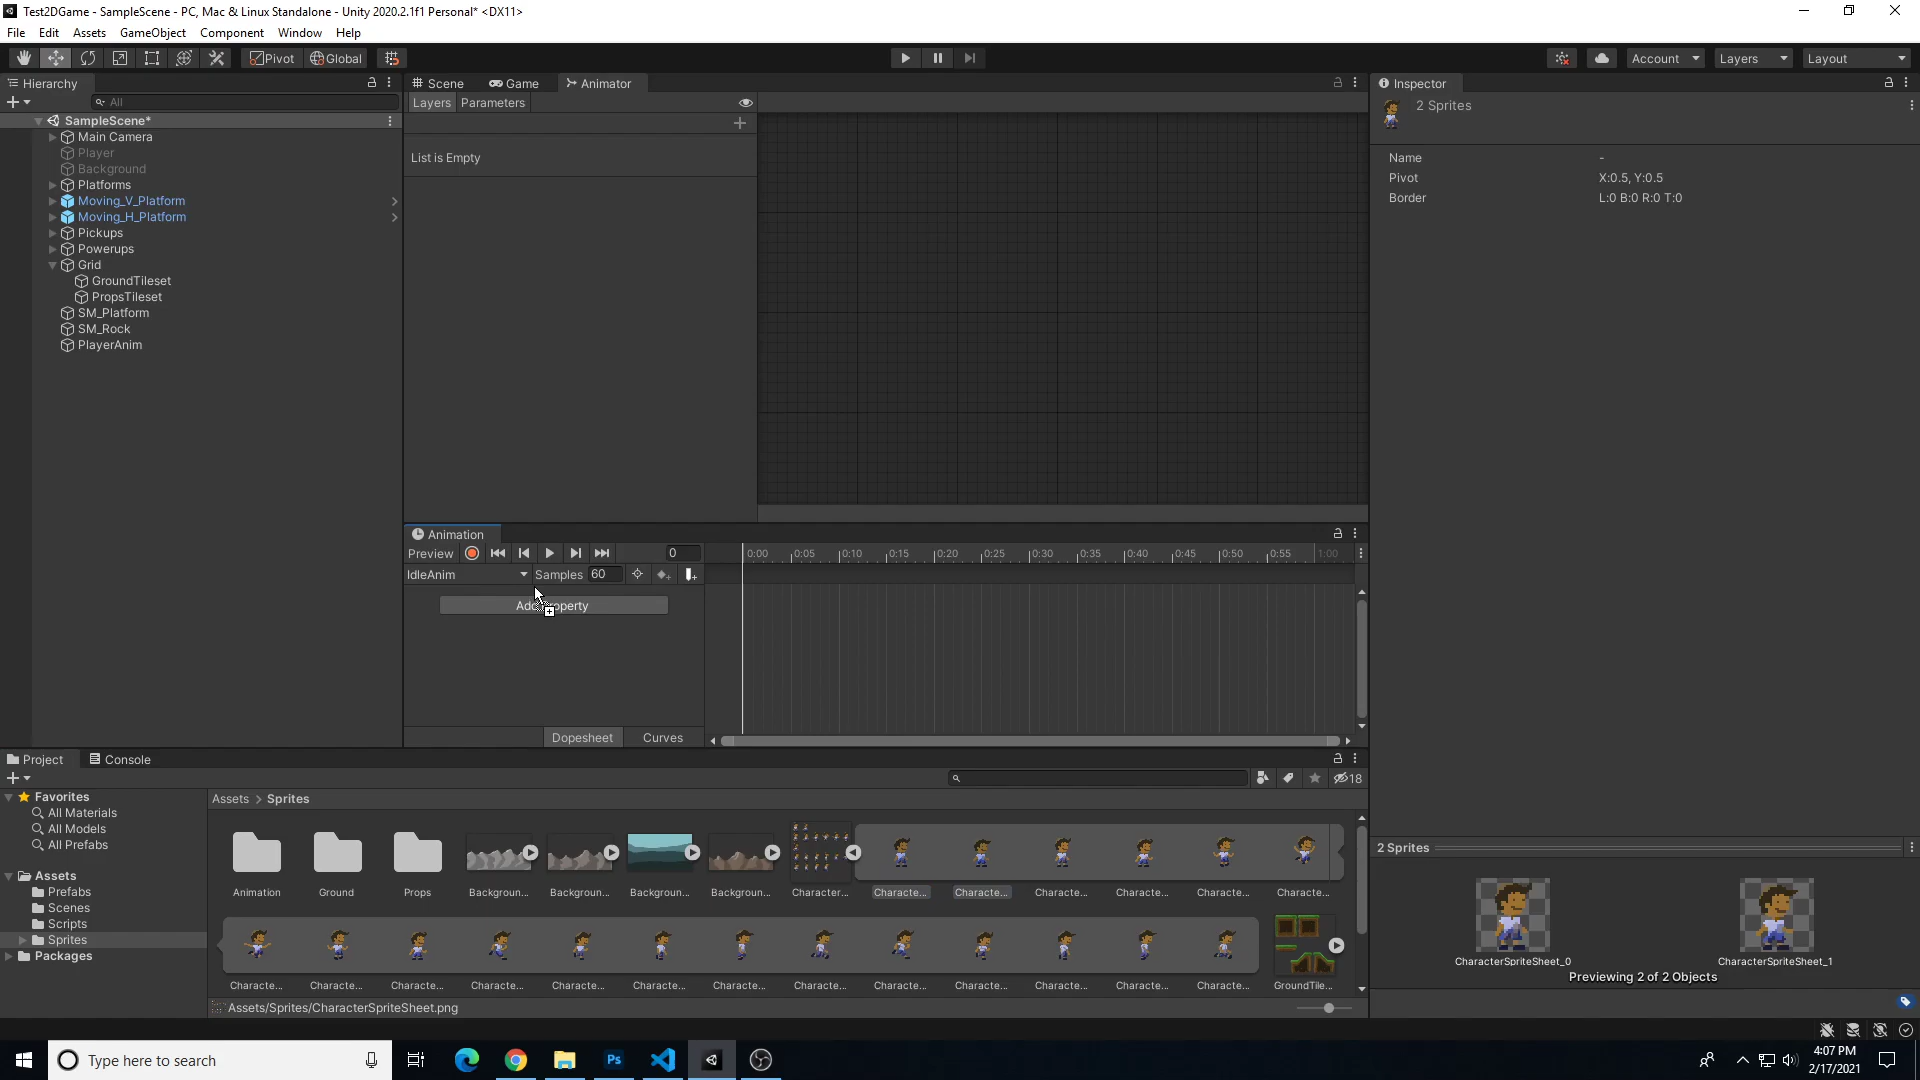 Test2DGame - SampleScene - PC, Mac & Linux Standalone - Unity 2020.2.1f1 Personal* <DX11>
File Edit Assets GameObject Component Window Help
Pivot Global Account Layers Layout
Hierarchy
All
SampleScene*
Main Camera
Player
Background
Platforms
Moving_V_Platform
Moving_H_Platform
Pickups
Powerups
Grid
GroundTileset
PropsTileset
SM_Platform
SM_Rock
PlayerAnim
Scene Game Animator
Layers Parameters
List is Empty
Inspector
2 Sprites
Name -
Pivot X:0.5, Y:0.5
Border L:0 B:0 R:0 T:0
Animation
Preview 0 0:00 0:05 0:10 0:15 0:20 0:25 0:30 0:35 0:40 0:45 0:50 0:55 1:00
IdleAnim Samples 60
Add Property
Dopesheet Curves
Project Console
18
Favorites
All Materials
All Models
All Prefabs
Assets
Prefabs
Scenes
Scripts
Sprites
Packages
Assets > Sprites
Animation Ground Props Backgroun... Backgroun... Backgroun... Backgroun... Character... Characte... Characte... Characte... Characte... Characte... Characte...
Characte... Characte... Characte... Characte... Characte... Characte... Characte... Characte... Characte... Characte... Characte... Characte... Characte... GroundTile...
Assets/Sprites/CharacterSpriteSheet.png
2 Sprites
CharacterSpriteSheet_0 CharacterSpriteSheet_1
Previewing 2 of 2 Objects
Type here to search
Ps
4:07 PM
2/17/2021